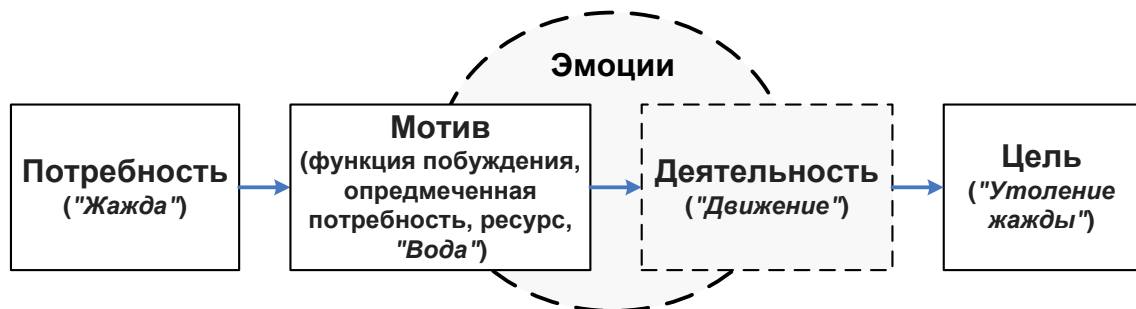 Эмоции
Потребность
("Жажда")
Мотив
(функция побуждения,
опредмеченная
потребность, ресурс,
"Вода")
Деятельность
("Движение")
Цель
("Утоление
жажды")